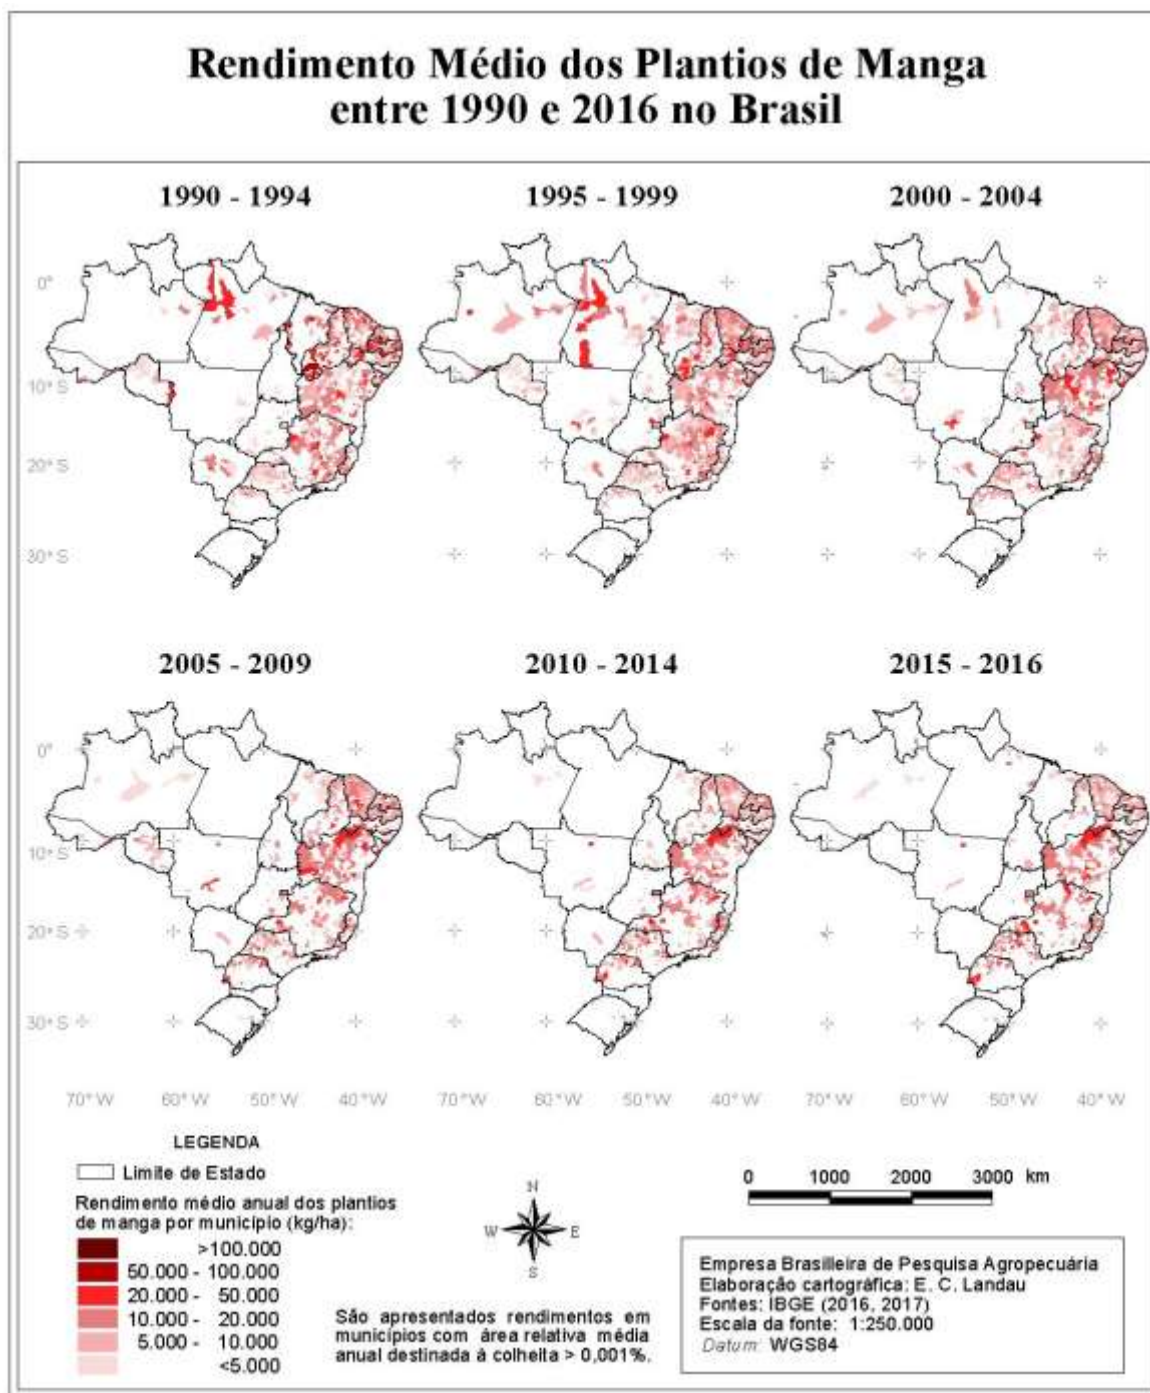 Rendimento Médio dos Plantios de Manga
entre 1990 e 2016 no Brasil
1990 - 1994
1995 - 1999
2000 - 2004
0°
10° S
20° S
30° S
2005 - 2009
2010 - 2014
2015 - 2016
0°
10° S
20° S
30° S
70° W 60° W 50° W 40° W 70° W 60° W 50° W 40° W 70° W 60° W 50° W 40° W
LEGENDA
Limite de Estado
Rendimento médio anual dos plantios
de manga por município (kg/ha):
>100.000
50.000 - 100.000
20.000 - 50.000
10.000 - 20.000
5.000 - 10.000
<5.000
N
W E
S
São apresentados rendimentos em
municípios com área relativa média
anual destinada à colheita > 0,001%.
0 1000 2000 3000 km
Empresa Brasilleira de Pesquisa Agropecuária
Elaboração cartográfica: E. C. Landau
Fontes: IBGE (2016, 2017)
Escala da fonte: 1:250.000
Datum: WGS84